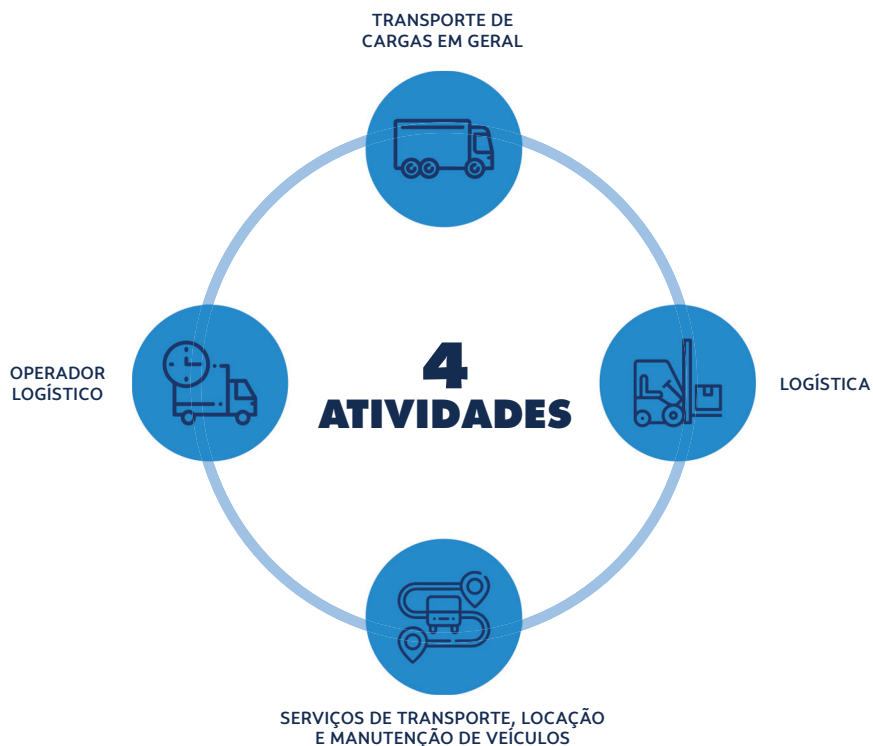 TRANSPORTE DE
CARGAS EM GERAL
OPERADOR
LOGÍSTICO
4
ATIVIDADES
LOGÍSTICA
SERVIÇOS DE TRANSPORTE, LOCAÇÃO
E MANUTENÇÃO DE VEÍCULOS